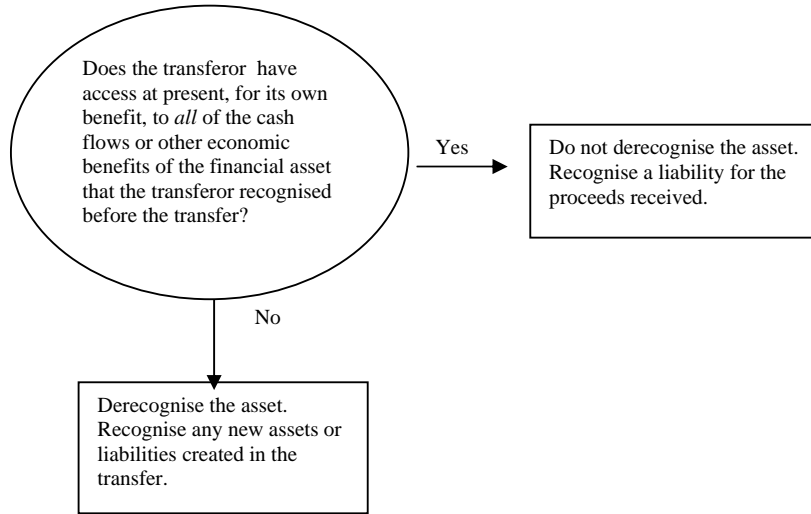 Does the transferor have
access at present, for its own
benefit, to all of the cash
flows or other economic
benefits of the financial asset
that the transferor recognised
before the transfer?
Yes
Do not derecognise the asset.
Recognise a liability for the
proceeds received.
No
Derecognise the asset.
Recognise any new assets or
liabilities created in the
transfer.